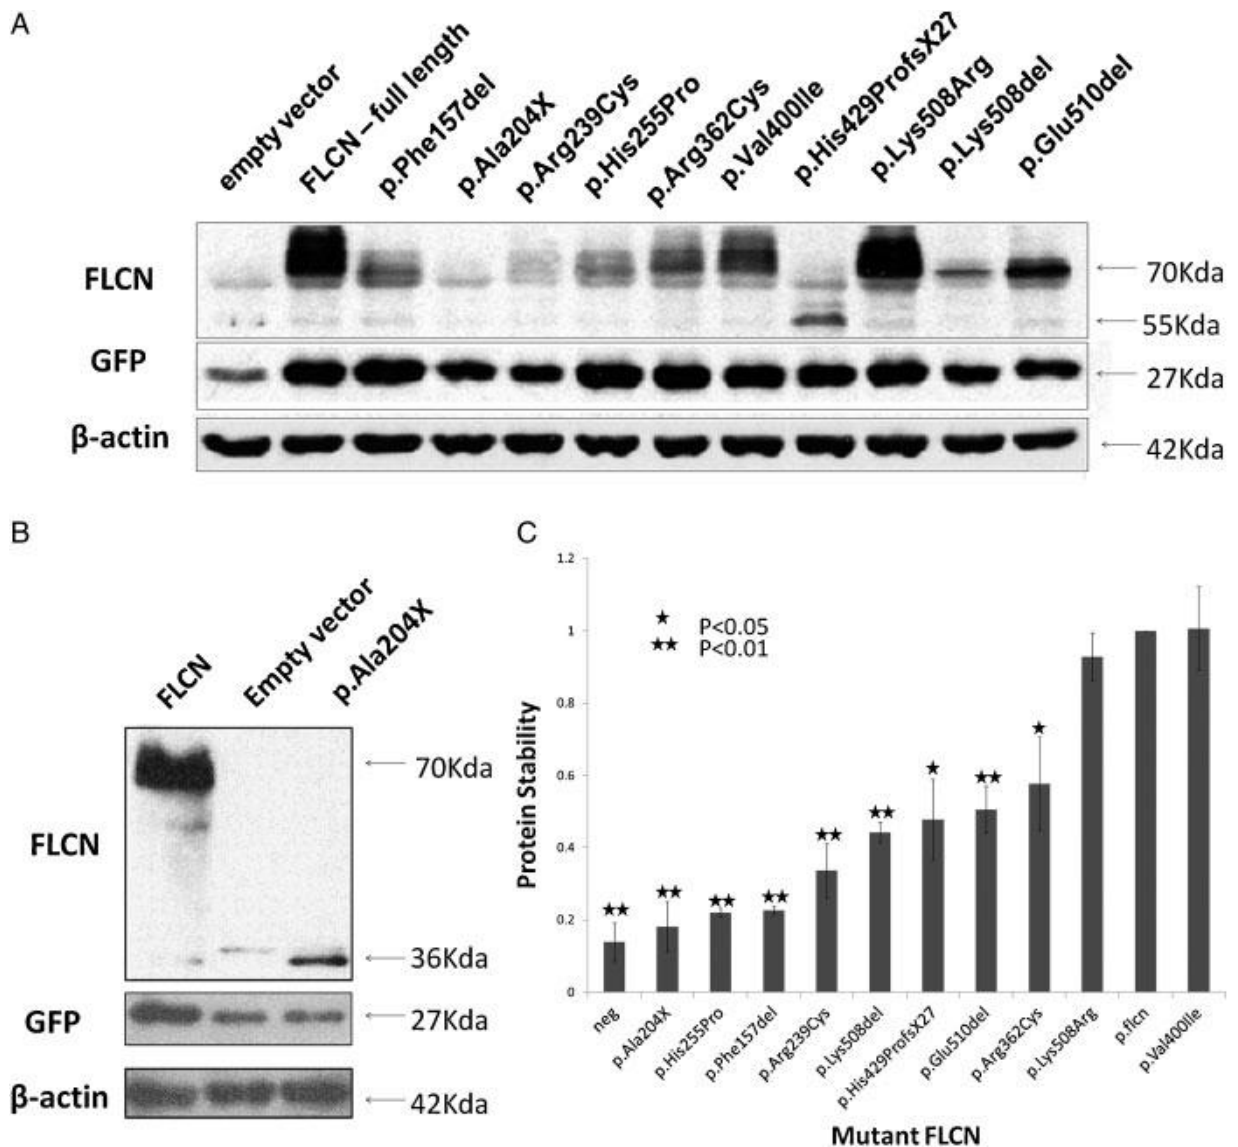 A
empty vector
FLCN – full length
p.Phe157del
p.Ala204X
p.Arg239Cys
p.His255Pro
p.Arg362Cys
p.Val400Ile
p.His429ProfsX27
p.Lys508Arg
p.Lys508del
p.Glu510del
FLCN
70Kda
55Kda
GFP
27Kda
β-actin
42Kda
B
FLCN
Empty vector
p.Ala204X
70Kda
FLCN
36Kda
GFP
27Kda
β-actin
42Kda
C
1.2
1
0.8
0.6
0.4
0.2
0
Protein Stability
★ P<0.05
★★ P<0.01
★★
★★
★★
★★
★★
★★
★
★★
★
neg
p.Ala204X
p.His255Pro
p.Phe157del
p.Arg239Cys
p.Lys508del
p.His429ProfsX27
p.Glu510del
p.Arg362Cys
p.Lys508Arg
p.flcn
p.Val400Ile
Mutant FLCN